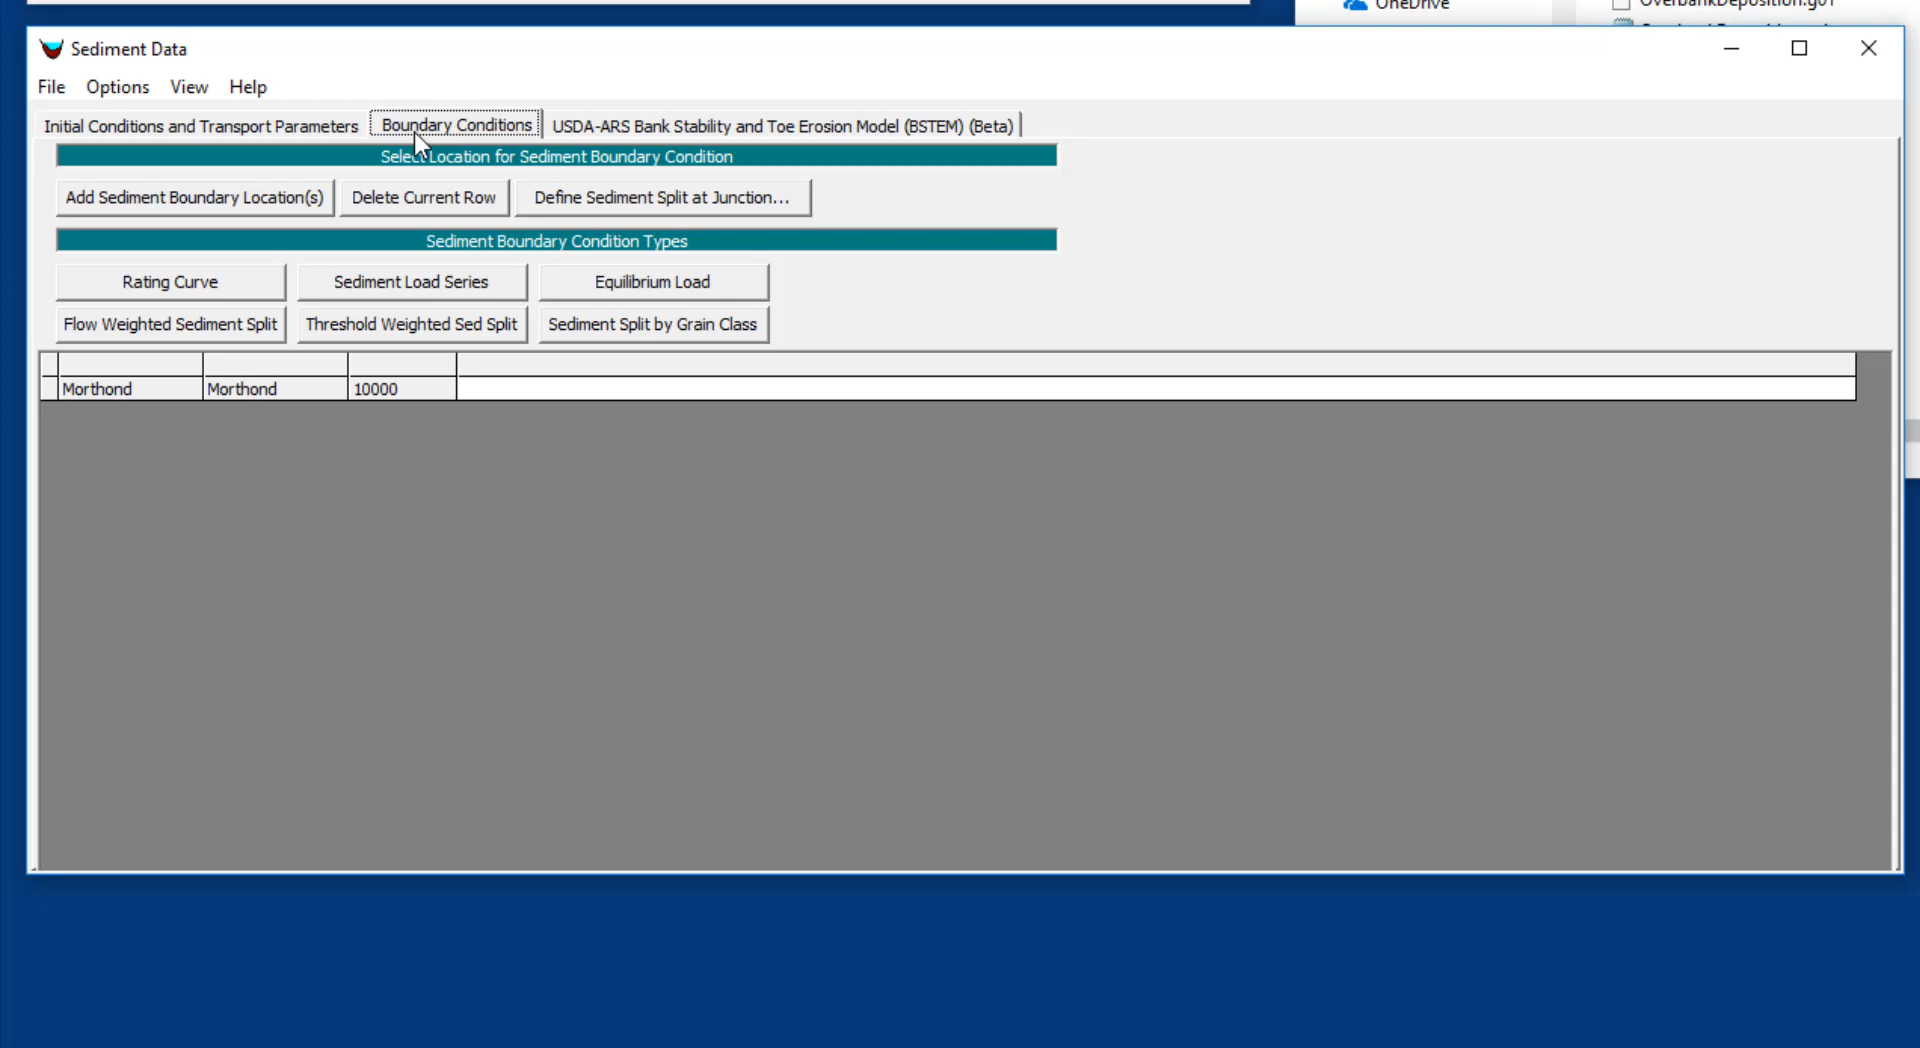 OneDrive
OverbankDeposition.g01
Sediment Data
File Options View Help
Initial Conditions and Transport Parameters Boundary Conditions USDA-ARS Bank Stability and Toe Erosion Model (BSTEM) (Beta)
Select Location for Sediment Boundary Condition
Add Sediment Boundary Location(s) Delete Current Row Define Sediment Split at Junction...
Sediment Boundary Condition Types
Rating Curve Sediment Load Series Equilibrium Load
Flow Weighted Sediment Split Threshold Weighted Sed Split Sediment Split by Grain Class
Morthond Morthond 10000